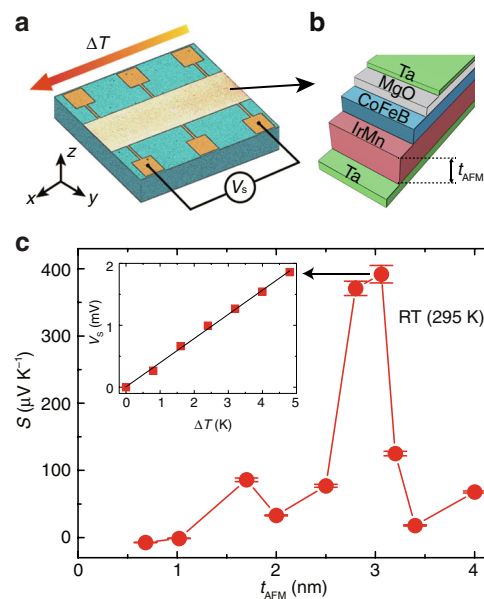 a
ΔT
z
x
y
Vs
b
Ta
MgO
CoFeB
IrMn
Ta
tAFM
c
400
300
200
100
0
S (μV K⁻¹)
2
1
0
Vs (mV)
0 1 2 3 4 5
ΔT (K)
RT (295 K)
0 1 2 3 4
tAFM (nm)